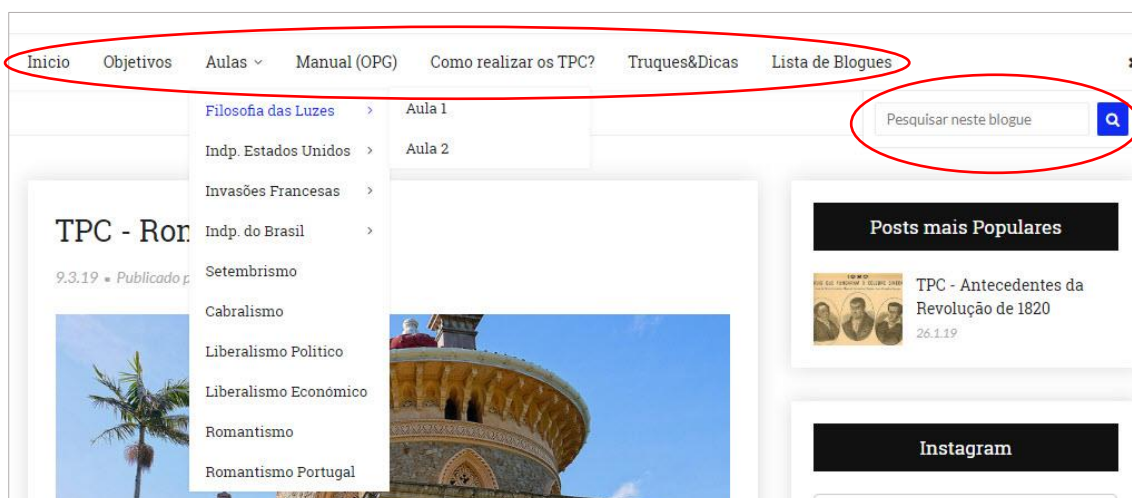 Inicio Objetivos Aulas Manual (OPG) Como realizar os TPC? Truques&Dicas Lista de Blogues
Filosofia das Luzes
Indp. Estados Unidos
Invasões Francesas
Indp. do Brasil
Setembrismo
Cabralismo
Liberalismo Politico
Liberalismo Económico
Romantismo
Romantismo Portugal
Aula 1
Aula 2
Pesquisar neste blogue
TPC - Ron
9.3.19 • Publicado p
Posts mais Populares
TPC - Antecedentes da
Revolução de 1820
26.1.19
Instagram